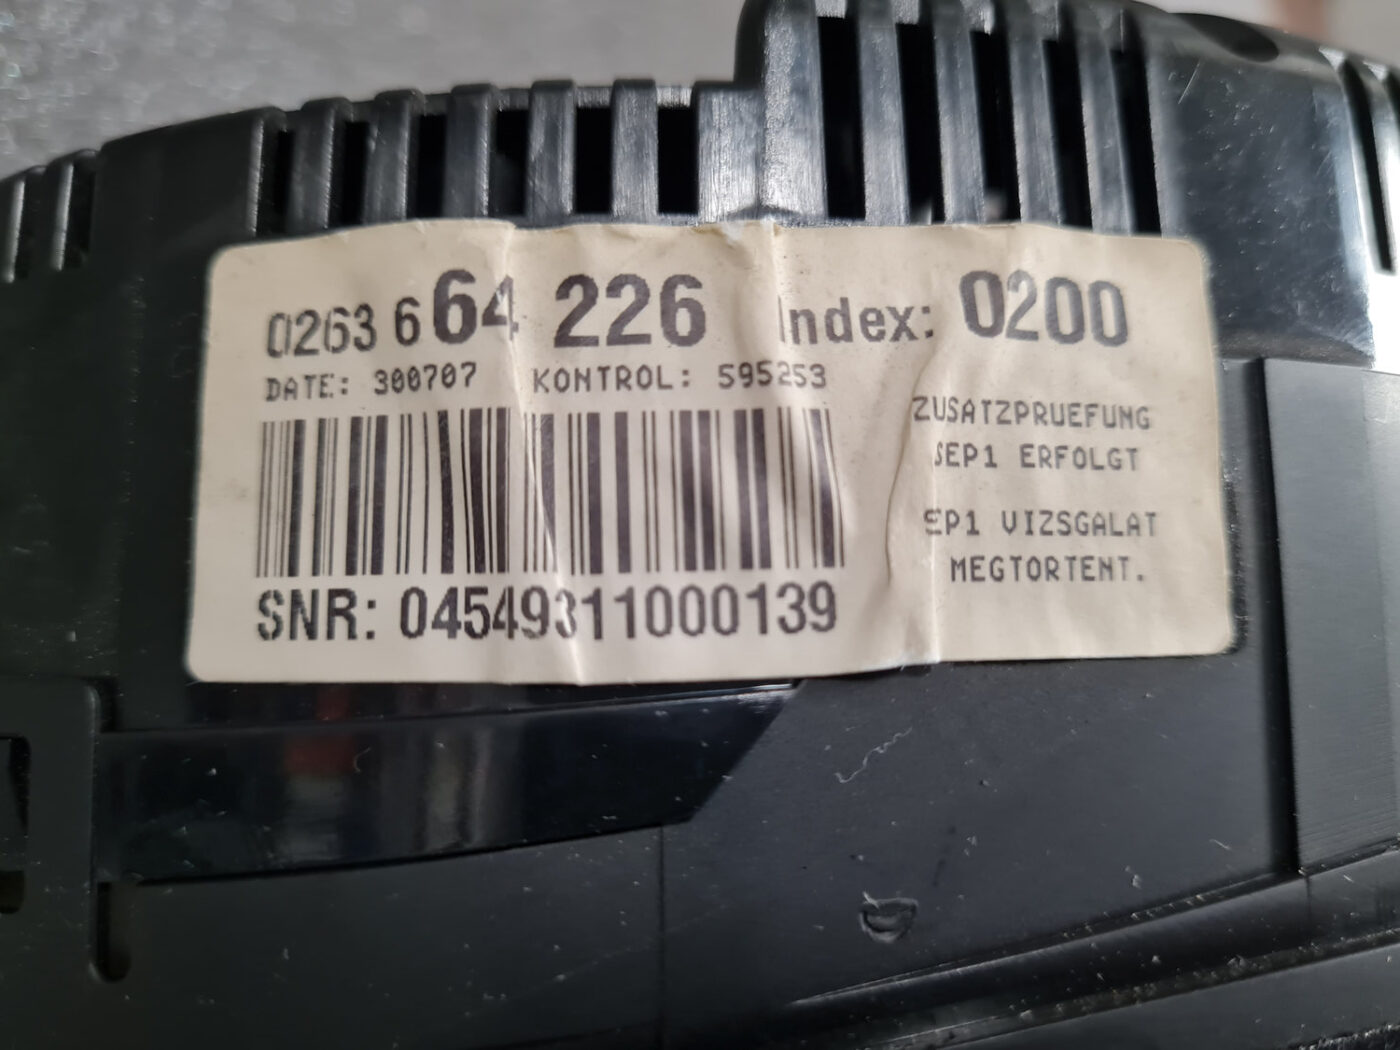 0263 664 226 Index: 0200
DATE: 300707 KONTROL: 595253
ZUSATZPRUEFUNG
SEP1 ERFOLGT
SEP1 VIZSGALAT
MEGTORTENT.
SNR: 04549311000139